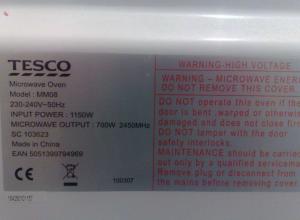 TESCO
Microwave Oven
Model : MM08
230-240V~50Hz
INPUT POWER : 1150W
MICROWAVE OUTPUT : 700W 2450MHz
SC 103623
Made in China
EAN 5051399794969
CE
100307
WARNING-HIGH VOLTAGE
WARNING - MICROWAVE ENER
DO NOT REMOVE THIS COVER
DO NOT operate this oven if the
door is bent ,warped or otherwise
damaged and does not close fir
DO NOT tamper with the door
safety interlocks.
MAINTENANCE should be carried
out only by a qualified serviceman
Remove plug or disconnect from
the mains before removing cover